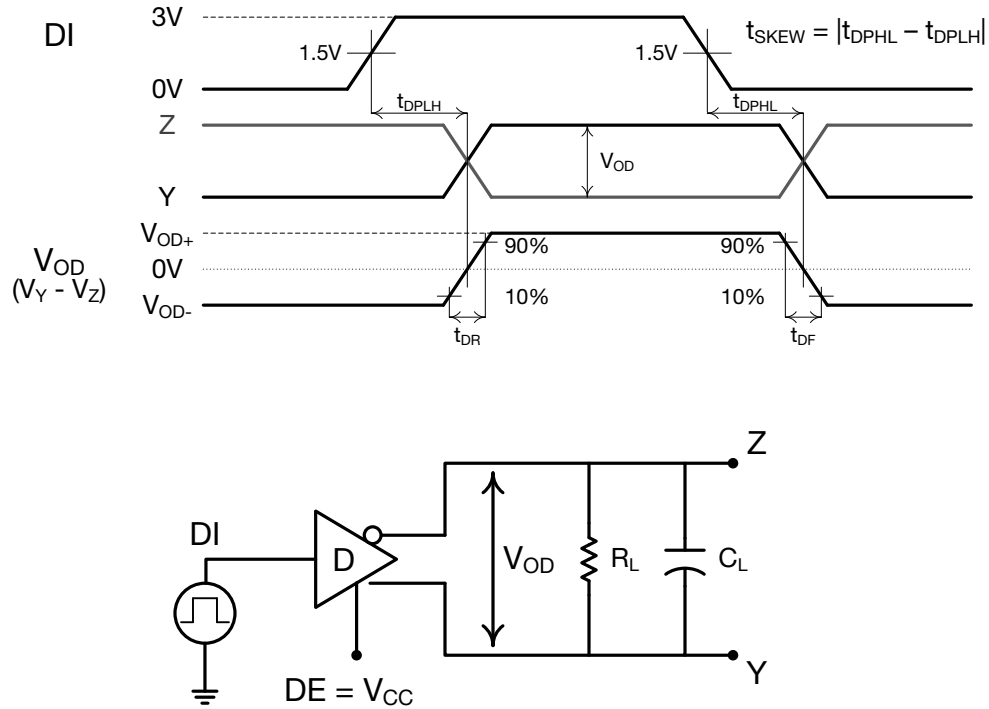 3V
DI
tSKEW = |tDPHL – tDPLH|
1.5V
1.5V
0V
tDPLH
tDPHL
Z
VOD
Y
VOD+
90%
90%
VOD
(VY - VZ)
0V
VOD-
10%
10%
tDR
tDF
Z
DI
D
VOD
RL
CL
DE = VCC
Y